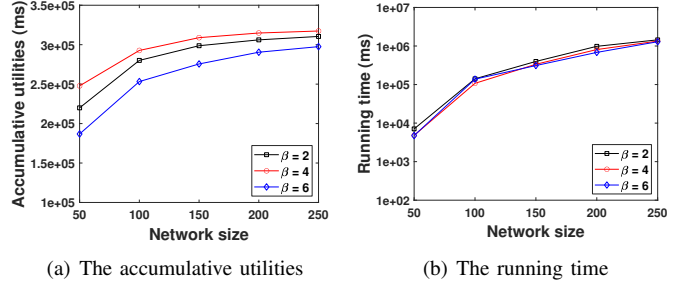 3.5e+05
3e+05
2.5e+05
2e+05
1.5e+05
1e+05
Accumulative utilities (ms)
50 100 150 200 250
Network size
β = 2
β = 4
β = 6
(a) The accumulative utilities
1e+07
1e+06
1e+05
1e+04
1e+03
1e+02
Running time (ms)
50 100 150 200 250
Network size
β = 2
β = 4
β = 6
(b) The running time